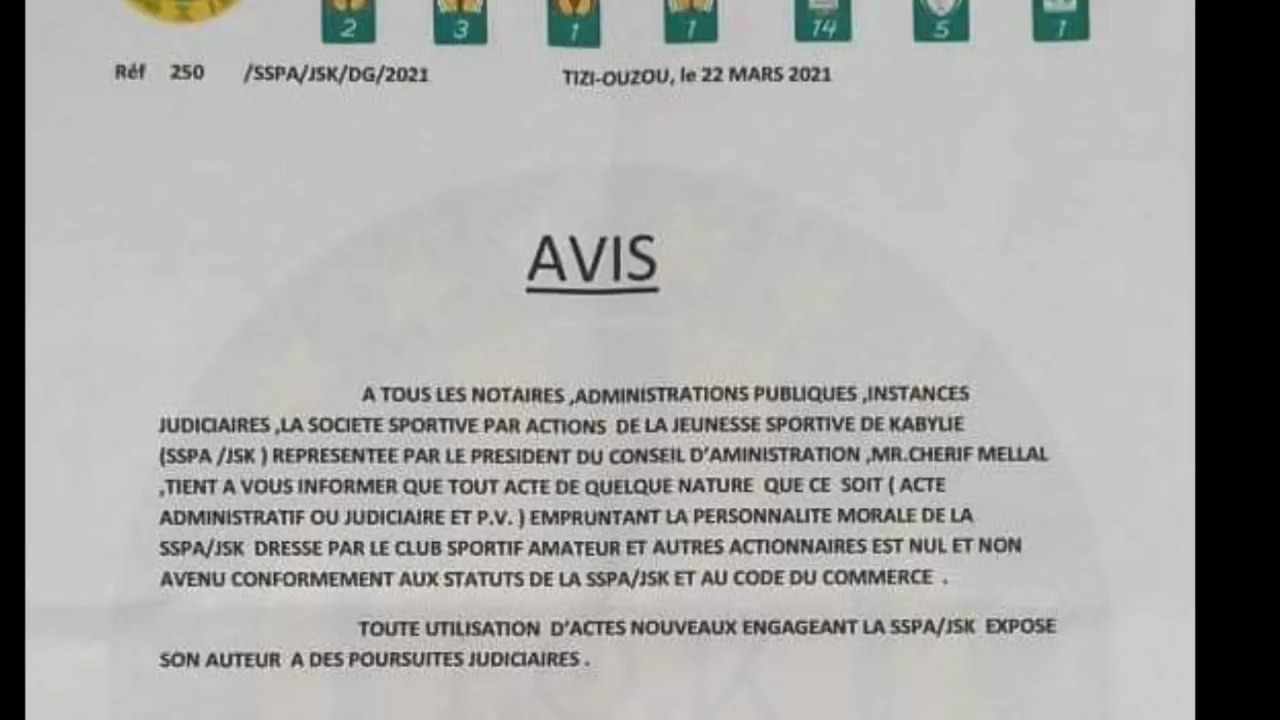 2 3 1 1 14 5 1
Réf 250 /SSPA/JSK/DG/2021 TIZI-OUZOU, le 22 MARS 2021
AVIS
A TOUS LES NOTAIRES ,ADMINISTRATIONS PUBLIQUES ,INSTANCES
JUDICIAIRES ,LA SOCIETE SPORTIVE PAR ACTIONS DE LA JEUNESSE SPORTIVE DE KABYLIE
(SSPA /JSK ) REPRESENTEE PAR LE PRESIDENT DU CONSEIL D'AMINISTRATION ,MR.CHERIF MELLAL
,TIENT A VOUS INFORMER QUE TOUT ACTE DE QUELQUE NATURE QUE CE SOIT ( ACTE
ADMINISTRATIF OU JUDICIAIRE ET P.V. ) EMPRUNTANT LA PERSONNALITE MORALE DE LA
SSPA/JSK DRESSE PAR LE CLUB SPORTIF AMATEUR ET AUTRES ACTIONNAIRES EST NUL ET NON
AVENU CONFORMEMENT AUX STATUTS DE LA SSPA/JSK ET AU CODE DU COMMERCE .
TOUTE UTILISATION D'ACTES NOUVEAUX ENGAGEANT LA SSPA/JSK EXPOSE
SON AUTEUR A DES POURSUITES JUDICIAIRES .